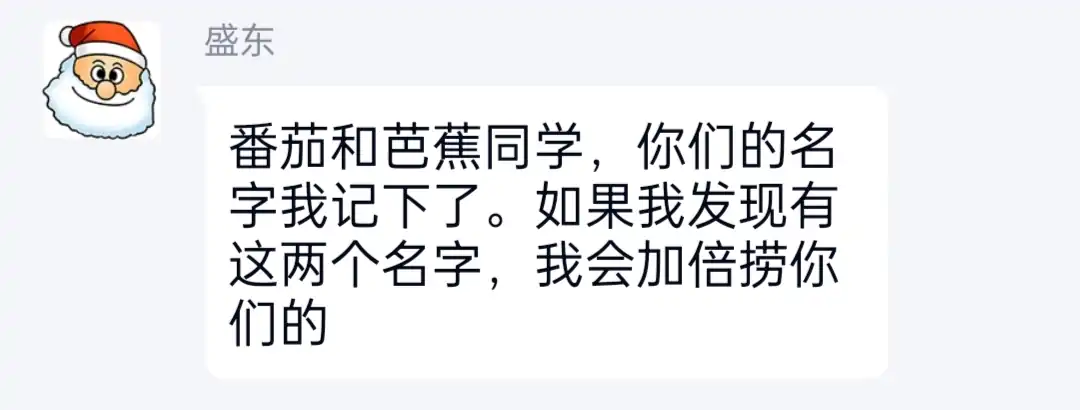 盛东
番茄和芭蕉同学，你们的名
字我记下了。如果我发现有
这两个名字，我会加倍捞你
们的